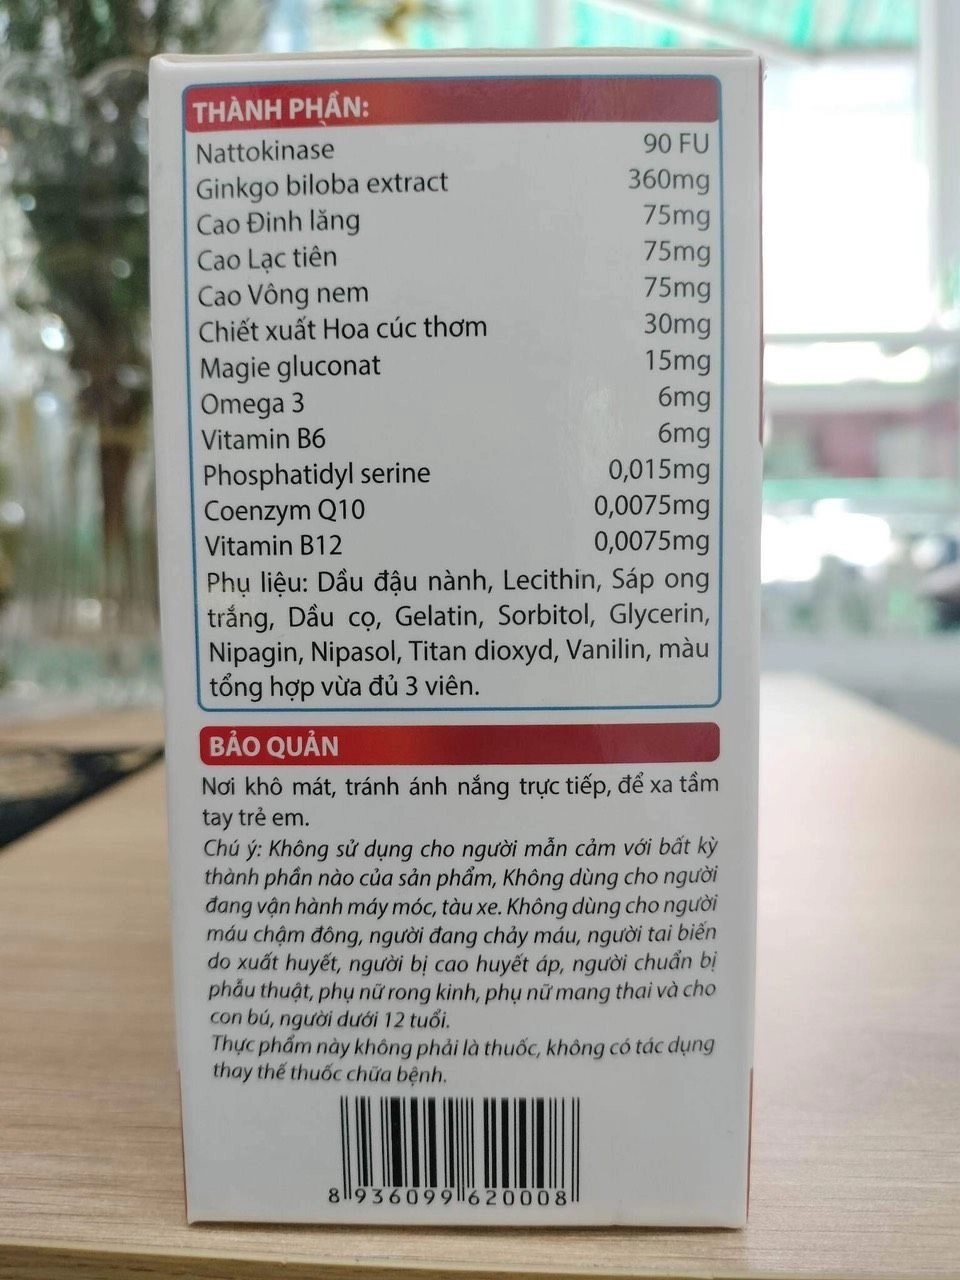 THÀNH PHẦN:
Nattokinase 90 FU
Ginkgo biloba extract 360mg
Cao Đinh lăng 75mg
Cao Lạc tiên 75mg
Cao Vông nem 75mg
Chiết xuất Hoa cúc thơm 30mg
Magie gluconat 15mg
Omega 3 6mg
Vitamin B6 6mg
Phosphatidyl serine 0,015mg
Coenzym Q10 0,0075mg
Vitamin B12 0,0075mg
Phụ liệu: Dầu đậu nành, Lecithin, Sáp ong
trắng, Dầu cọ, Gelatin, Sorbitol, Glycerin,
Nipagin, Nipasol, Titan dioxyd, Vanilin, màu
tổng hợp vừa đủ 3 viên.
BẢO QUẢN
Nơi khô mát, tránh ánh nắng trực tiếp, để xa tầm
tay trẻ em.
Chú ý: Không sử dụng cho người mẫn cảm với bất kỳ
thành phần nào của sản phẩm, Không dùng cho người
đang vận hành máy móc, tàu xe. Không dùng cho người
máu chậm đông, người đang chảy máu, người tai biến
do xuất huyết, người bị cao huyết áp, người chuẩn bị
phẫu thuật, phụ nữ rong kinh, phụ nữ mang thai và cho
con bú, người dưới 12 tuổi.
Thực phẩm này không phải là thuốc, không có tác dụng
thay thế thuốc chữa bệnh.
8 936099 620008